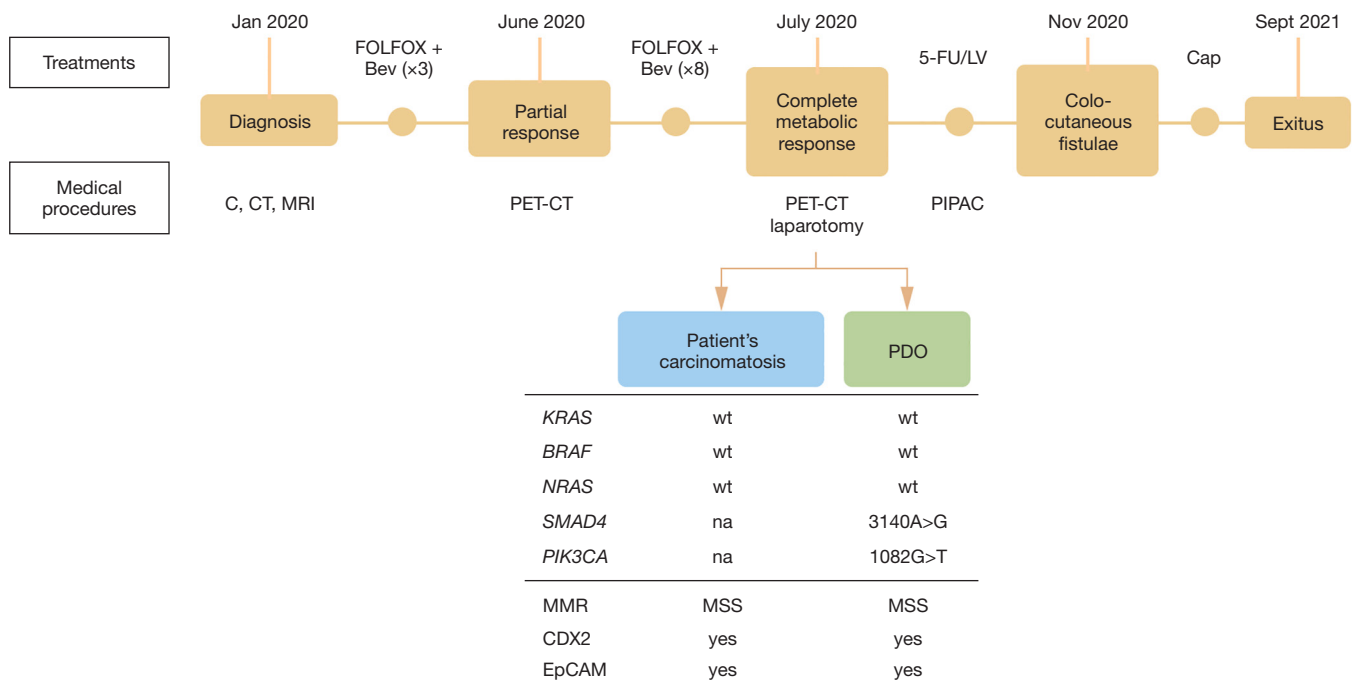 Jan 2020
June 2020
July 2020
Nov 2020
Sept 2021
Treatments
FOLFOX +
Bev (×3)
FOLFOX +
Bev (×8)
5-FU/LV
Cap
Diagnosis
Partial
response
Complete
metabolic
response
Colo-
cutaneous
fistulae
Exitus
Medical
procedures
C, CT, MRI
PET-CT
PET-CT
laparotomy
PIPAC
Patient’s
carcinomatosis
PDO
KRAS wt wt
BRAF wt wt
NRAS wt wt
SMAD4 na 3140A>G
PIK3CA na 1082G>T
MMR MSS MSS
CDX2 yes yes
EpCAM yes yes